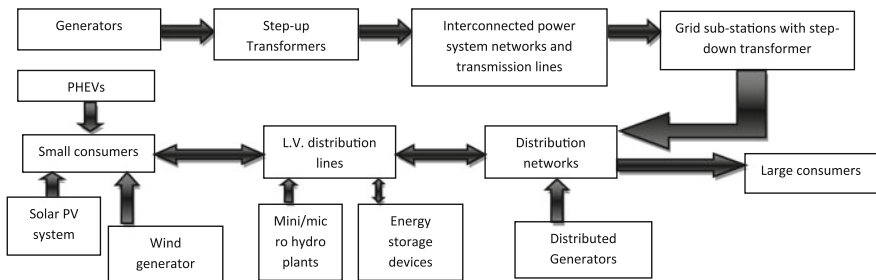 Generators
Step-up
Transformers
Interconnected power
system networks and
transmission lines
Grid sub-stations with step-
down transformer
PHEVs
Small consumers
L.V. distribution
lines
Distribution
networks
Large consumers
Solar PV
system
Wind
generator
Mini/mic
ro hydro
plants
Energy
storage
devices
Distributed
Generators